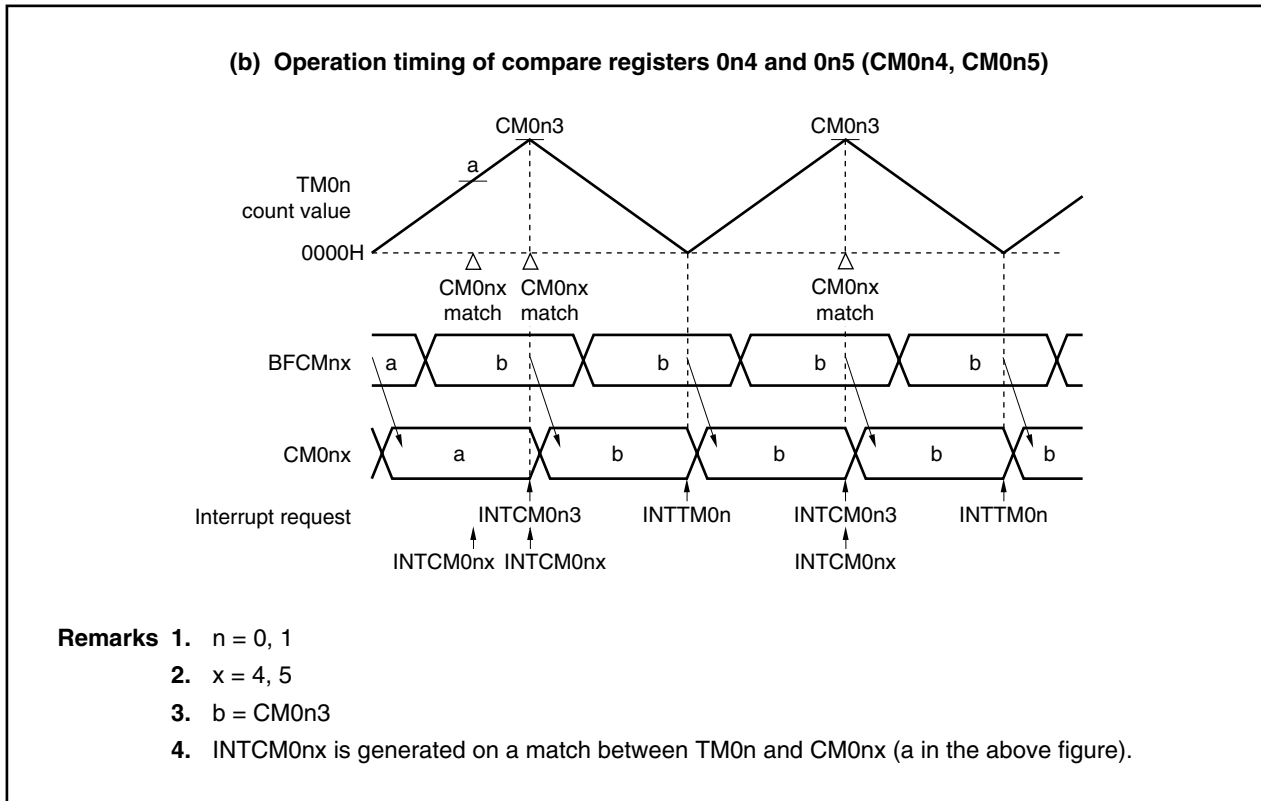 (b) Operation timing of compare registers 0n4 and 0n5 (CM0n4, CM0n5)
CM0n3 CM0n3
a
TM0n
count value
0000H
CM0nx CM0nx CM0nx
match match match
BFCMnx a b b b b
CM0nx a b b b b
Interrupt request INTCM0n3 INTTM0n INTCM0n3 INTTM0n
INTCM0nx INTCM0nx INTCM0nx
Remarks 1. n = 0, 1
2. x = 4, 5
3. b = CM0n3
4. INTCM0nx is generated on a match between TM0n and CM0nx (a in the above figure).